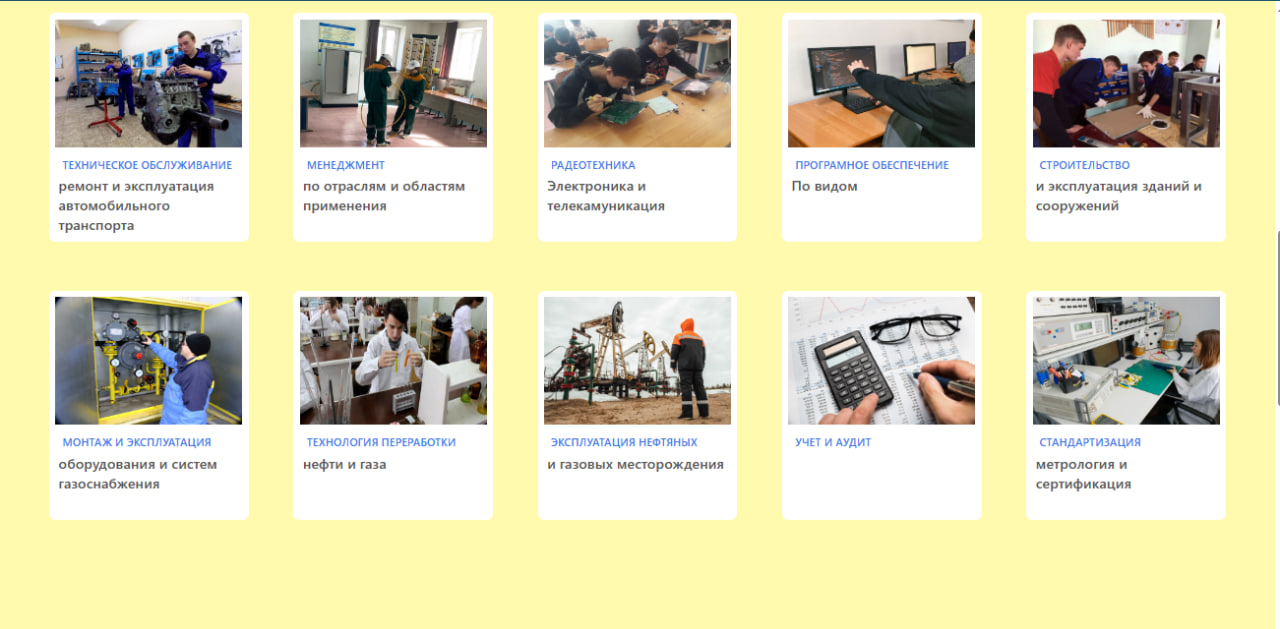 ТЕХНИЧЕСКОЕ ОБСЛУЖИВАНИЕ
ремонт и эксплуатация
автомобильного
транспорта
МЕНЕДЖМЕНТ
по отраслям и областям
применения
РАДЕОТЕХНИКА
Электроника и
телекамуникация
ПРОГРАМНОЕ ОБЕСПЕЧЕНИЕ
По видом
СТРОИТЕЛЬСТВО
и эксплуатация зданий и
сооружений
МОНТАЖ И ЭКСПЛУАТАЦИЯ
оборудования и систем
газоснабжения
ТЕХНОЛОГИЯ ПЕРЕРАБОТКИ
нефти и газа
ЭКСПЛУАТАЦИЯ НЕФТЯНЫХ
и газовых месторождения
УЧЕТ И АУДИТ
СТАНДАРТИЗАЦИЯ
метрология и
сертификация